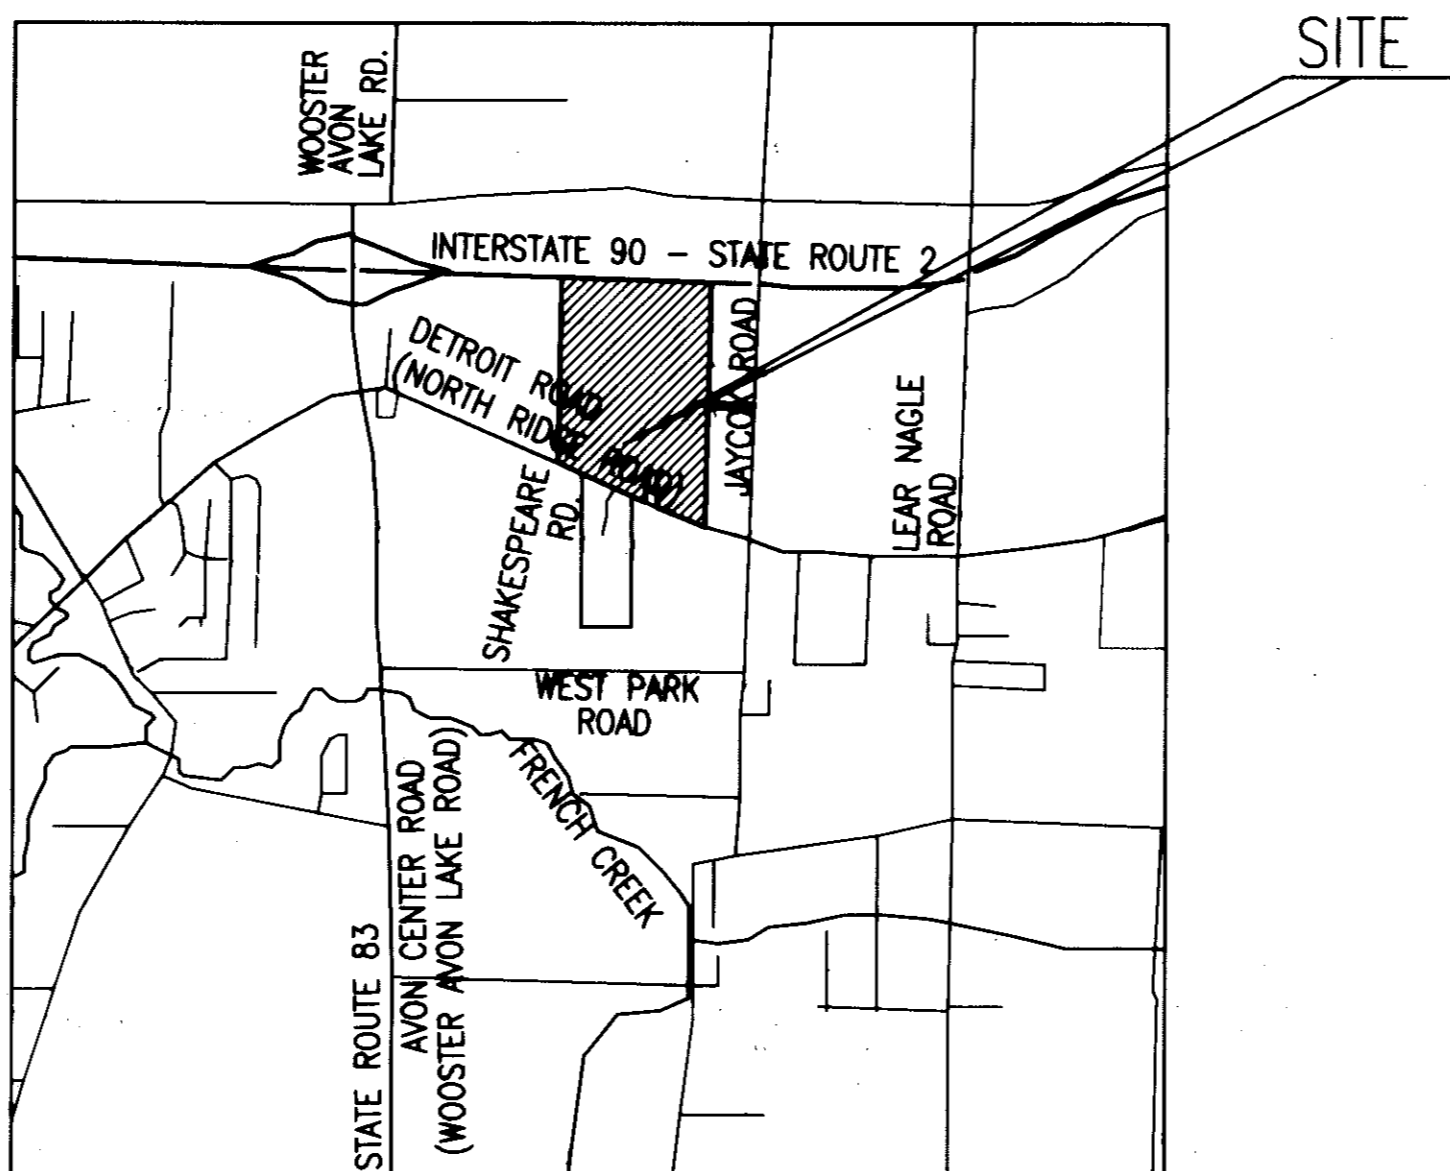 SITE
WOOSTER
AVON
LAKE RD.
INTERSTATE 90 – STATE ROUTE 2
DETROIT ROAD
(NORTH RIDGE ROAD)
JAYCOX ROAD
LEAR NAGLE
ROAD
SHAKESPEARE
RD.
WEST PARK
ROAD
FRENCH CREEK
STATE ROUTE 83
AVON CENTER ROAD
(WOOSTER AVON LAKE ROAD)